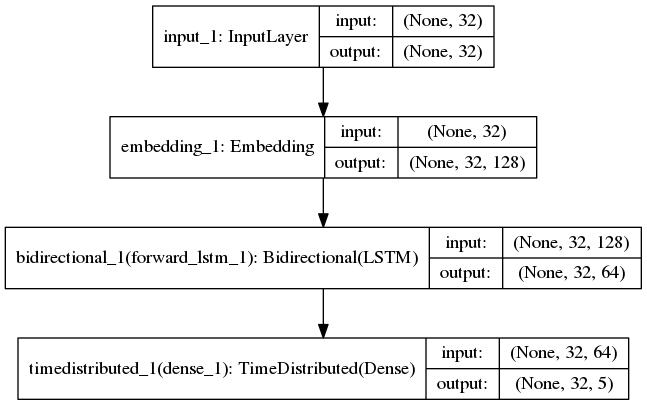 input_1: InputLayer
input:
(None, 32)
output:
(None, 32)
embedding_1: Embedding
input:
(None, 32)
output:
(None, 32, 128)
bidirectional_1(forward_lstm_1): Bidirectional(LSTM)
input:
(None, 32, 128)
output:
(None, 32, 64)
timedistributed_1(dense_1): TimeDistributed(Dense)
input:
(None, 32, 64)
output:
(None, 32, 5)